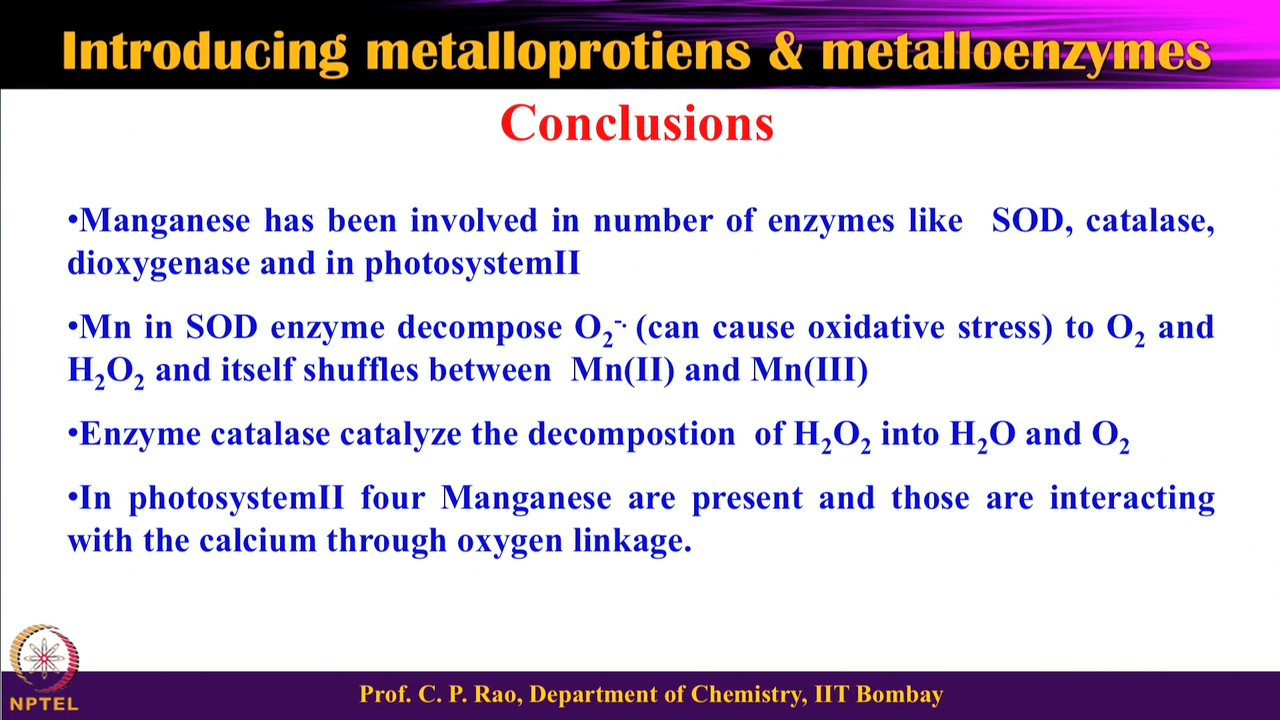 Introducing metalloprotiens & metalloenzymes
Conclusions
•Manganese has been involved in number of enzymes like SOD, catalase,
dioxygenase and in photosystemII
•Mn in SOD enzyme decompose O₂⁻· (can cause oxidative stress) to O₂ and
H₂O₂ and itself shuffles between Mn(II) and Mn(III)
•Enzyme catalase catalyze the decompostion of H₂O₂ into H₂O and O₂
•In photosystemII four Manganese are present and those are interacting
with the calcium through oxygen linkage.
NPTEL
Prof. C. P. Rao, Department of Chemistry, IIT Bombay